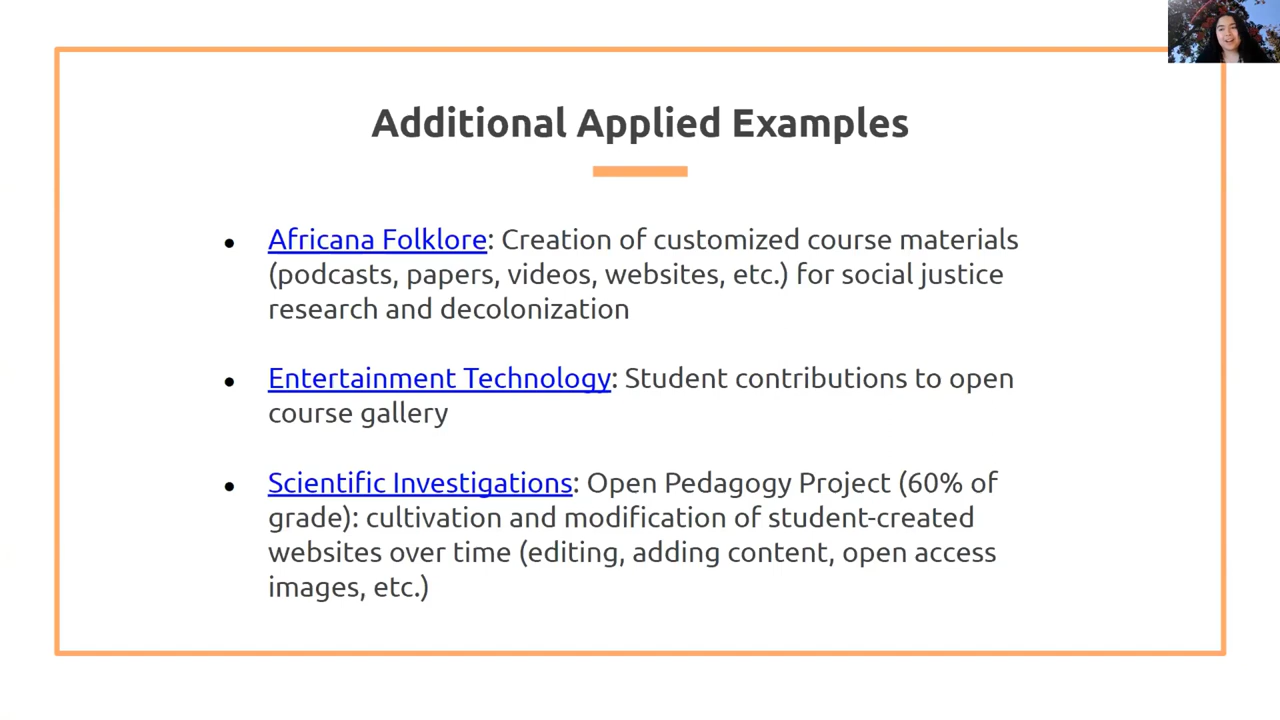 Additional Applied Examples
● Africana Folklore: Creation of customized course materials
(podcasts, papers, videos, websites, etc.) for social justice
research and decolonization
● Entertainment Technology: Student contributions to open
course gallery
● Scientific Investigations: Open Pedagogy Project (60% of
grade): cultivation and modification of student-created
websites over time (editing, adding content, open access
images, etc.)